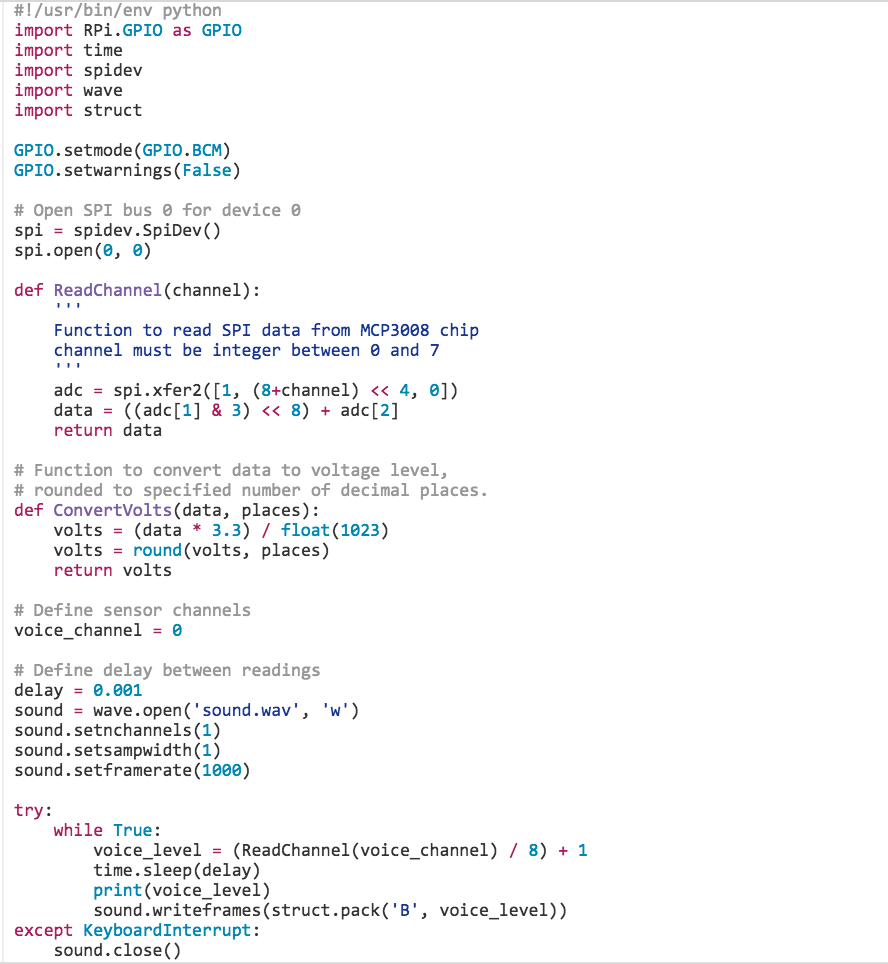 #!/usr/bin/env python
import RPi.GPIO as GPIO
import time
import spidev
import wave
import struct

GPIO.setmode(GPIO.BCM)
GPIO.setwarnings(False)

# Open SPI bus 0 for device 0
spi = spidev.SpiDev()
spi.open(0, 0)

def ReadChannel(channel):
    '''
    Function to read SPI data from MCP3008 chip
    channel must be integer between 0 and 7
    '''
    adc = spi.xfer2([1, (8+channel) << 4, 0])
    data = ((adc[1] & 3) << 8) + adc[2]
    return data

# Function to convert data to voltage level,
# rounded to specified number of decimal places.
def ConvertVolts(data, places):
    volts = (data * 3.3) / float(1023)
    volts = round(volts, places)
    return volts

# Define sensor channels
voice_channel = 0

# Define delay between readings
delay = 0.001
sound = wave.open('sound.wav', 'w')
sound.setnchannels(1)
sound.setsampwidth(1)
sound.setframerate(1000)

try:
    while True:
        voice_level = (ReadChannel(voice_channel) / 8) + 1
        time.sleep(delay)
        print(voice_level)
        sound.writeframes(struct.pack('B', voice_level))
except KeyboardInterrupt:
    sound.close()